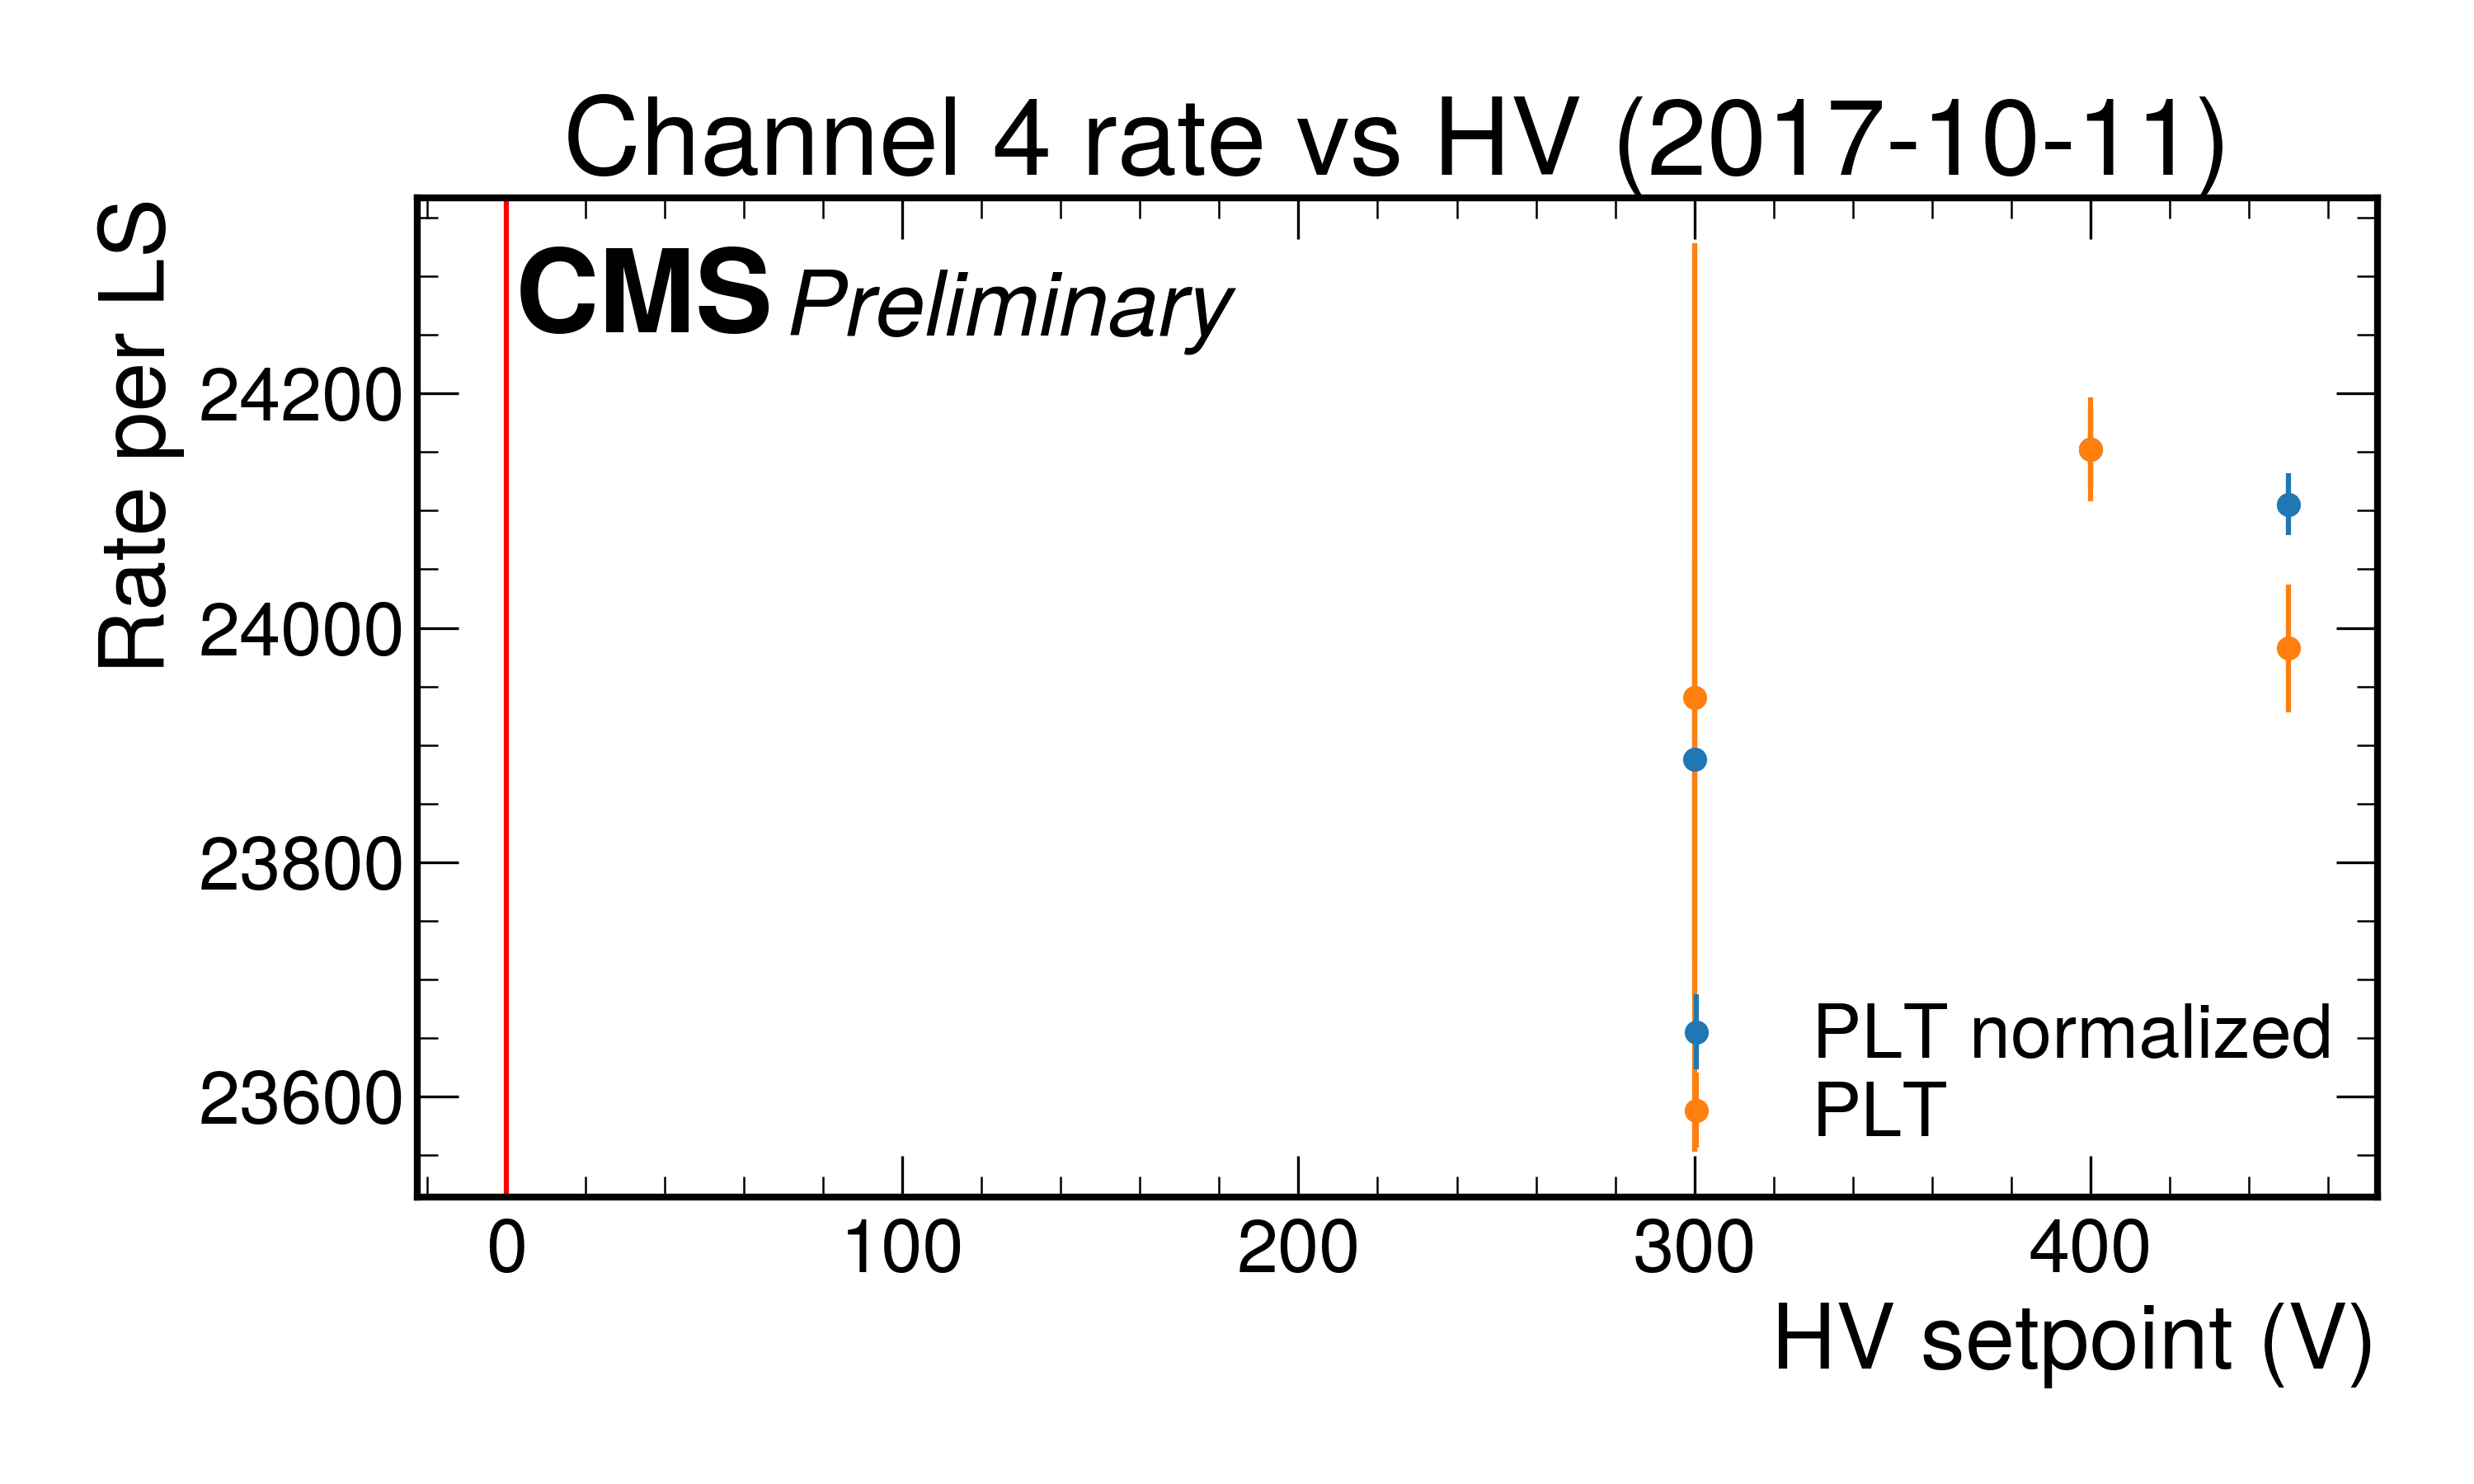 Channel 4 rate vs HV (2017-10-11)
CMS Preliminary
Rate per LS
24200
24000
23800
23600
PLT normalized
PLT
0 100 200 300 400
HV setpoint (V)